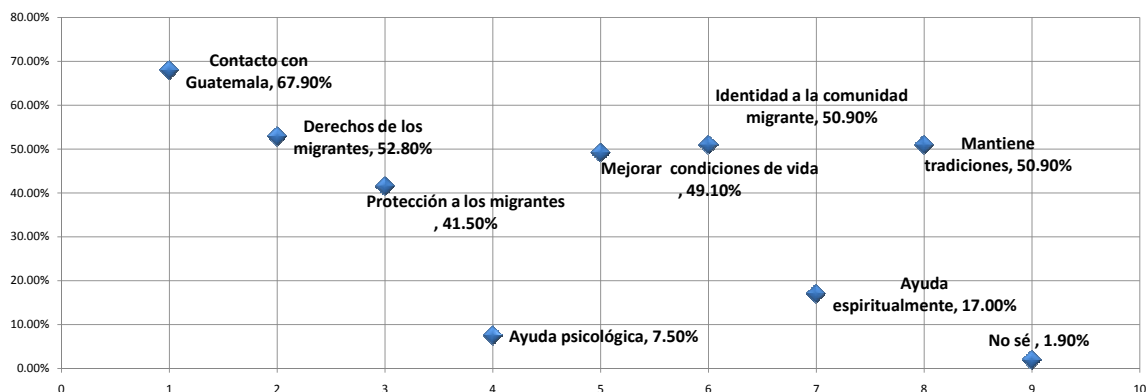 80.00%
70.00%
60.00%
50.00%
40.00%
30.00%
20.00%
10.00%
0.00%
Contacto con
Guatemala, 67.90%
Derechos de los
migrantes, 52.80%
Protección a los migrantes
, 41.50%
Ayuda psicológica, 7.50%
Mejorar condiciones de vida
, 49.10%
Identidad a la comunidad
migrante, 50.90%
Ayuda
espiritualmente, 17.00%
Mantiene
tradiciones, 50.90%
No sé , 1.90%
0 1 2 3 4 5 6 7 8 9 10